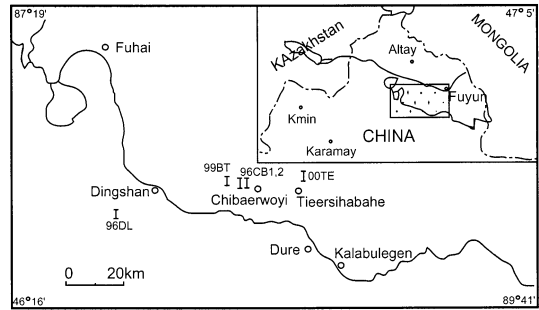 87°19'
47°5'
Fuhai
KAzakhstan
Altay
MONGOLIA
Fuyun
Kmin
CHINA
Karamay
99BT
96CB1,2
00TE
Dingshan
Chibaerwoyi
Tieersihabahe
96DL
Dure
Kalabulegen
0 20km
46°16'
89°41'